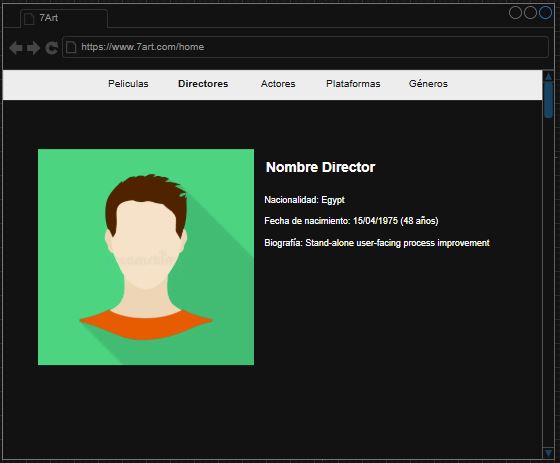 7Art
https://www.7art.com/home
Peliculas Directores Actores Plataformas Géneros
Nombre Director
Nacionalidad: Egypt
Fecha de nacimiento: 15/04/1975 (48 años)
Biografía: Stand-alone user-facing process improvement